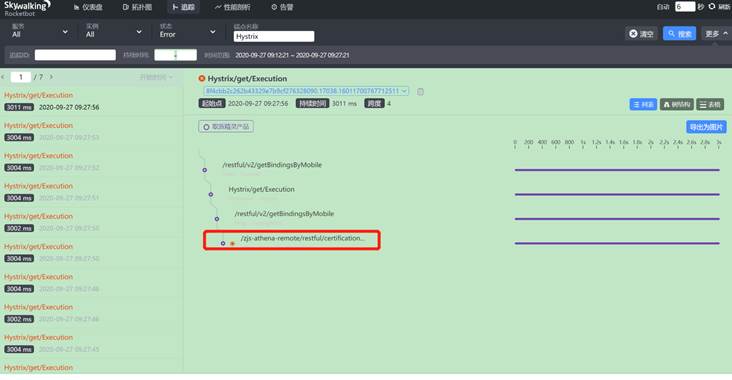 Skywalking
Rocketbot
仪表盘 拓扑图 追踪 性能剖析 告警
自动 6 秒 刷新
服务 实例 状态 端点名称
All All Error Hystrix
清空 搜索 更多
追踪ID: 持续时间: - 时间范围: 2020-09-27 09:12:21 ~ 2020-09-27 09:27:21
1 / 7 开始时间
Hystrix/get/Execution
3011 ms 2020-09-27 09:27:56
Hystrix/get/Execution
3004 ms 2020-09-27 09:27:53
Hystrix/get/Execution
3004 ms 2020-09-27 09:27:52
Hystrix/get/Execution
3004 ms 2020-09-27 09:27:51
Hystrix/get/Execution
3002 ms 2020-09-27 09:27:50
Hystrix/get/Execution
3004 ms 2020-09-27 09:27:50
Hystrix/get/Execution
3004 ms 2020-09-27 09:27:46
Hystrix/get/Execution
3002 ms 2020-09-27 09:27:46
Hystrix/get/Execution
3004 ms 2020-09-27 09:27:45
Hystrix/get/Execution
Hystrix/get/Execution
起始点 2020-09-27 09:27:56 持续时间 3011 ms 跨度 4
列表 树结构 表格
导出为图片
0 200 400 600 800 1s 1.2s 1.4s 1.6s 1.8s 2s 2.2s 2.4s 2.6s 2.8s 3s
/restful/v2/getBindingsByMobile
Hystrix/get/Execution
/restful/v2/getBindingsByMobile
/zjs-athena-remote/restful/certification...